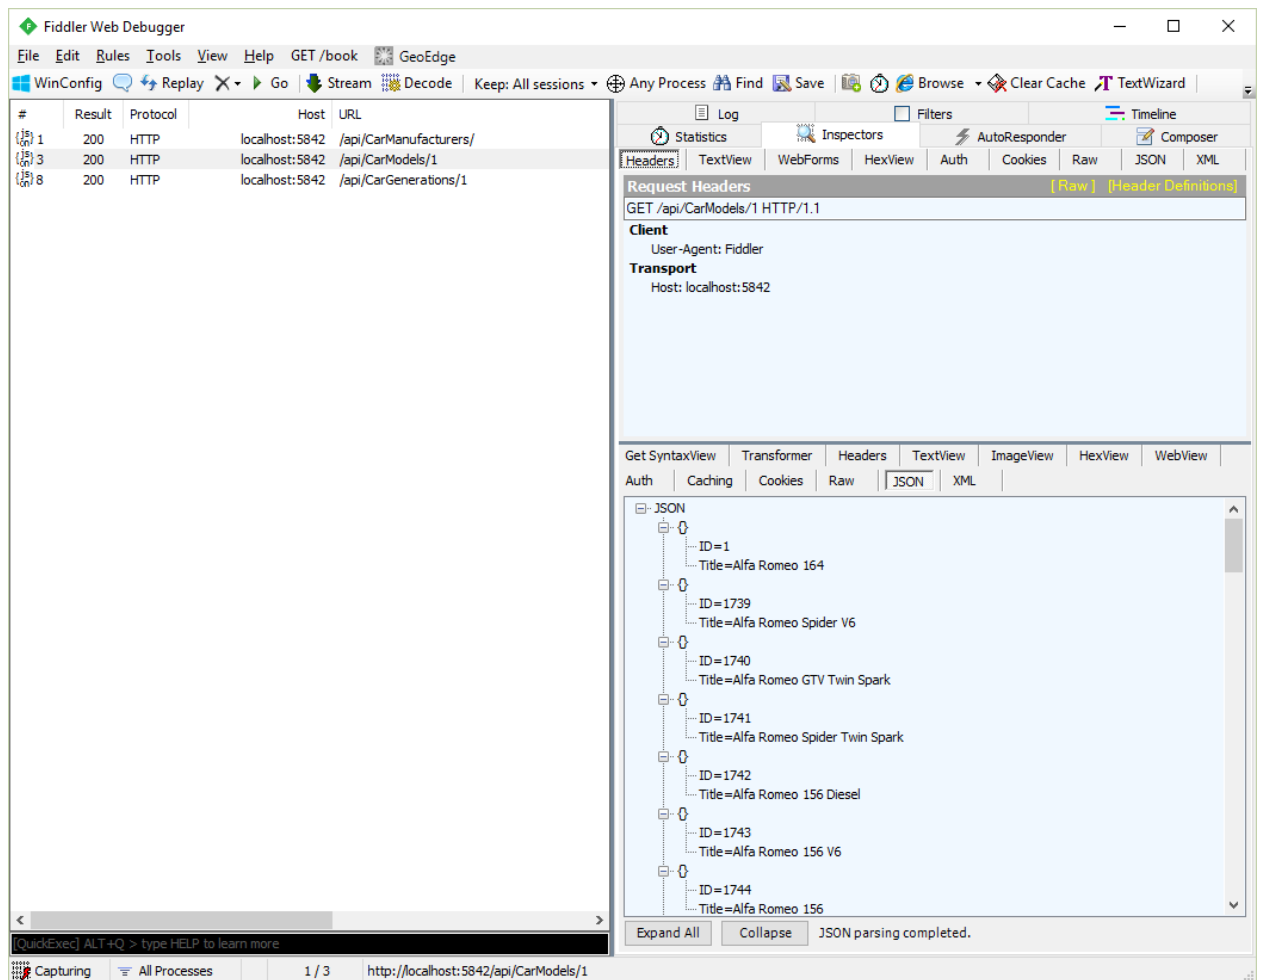 Fiddler Web Debugger
File Edit Rules Tools View Help GET /book GeoEdge
WinConfig Replay Go Stream Decode Keep: All sessions Any Process Find Save Browse Clear Cache TextWizard
# Result Protocol Host URL
1 200 HTTP localhost:5842 /api/CarManufacturers/
3 200 HTTP localhost:5842 /api/CarModels/1
8 200 HTTP localhost:5842 /api/CarGenerations/1
[QuickExec] ALT+Q > type HELP to learn more
Log Filters Timeline
Statistics Inspectors AutoResponder Composer
Headers TextView WebForms HexView Auth Cookies Raw JSON XML
Request Headers [ Raw ] [Header Definitions]
GET /api/CarModels/1 HTTP/1.1
Client
User-Agent: Fiddler
Transport
Host: localhost:5842
Get SyntaxView Transformer Headers TextView ImageView HexView WebView
Auth Caching Cookies Raw JSON XML
JSON
{}
ID=1
Title=Alfa Romeo 164
{}
ID=1739
Title=Alfa Romeo Spider V6
{}
ID=1740
Title=Alfa Romeo GTV Twin Spark
{}
ID=1741
Title=Alfa Romeo Spider Twin Spark
{}
ID=1742
Title=Alfa Romeo 156 Diesel
{}
ID=1743
Title=Alfa Romeo 156 V6
{}
ID=1744
Title=Alfa Romeo 156
Expand All Collapse JSON parsing completed.
Capturing All Processes 1 / 3 http://localhost:5842/api/CarModels/1